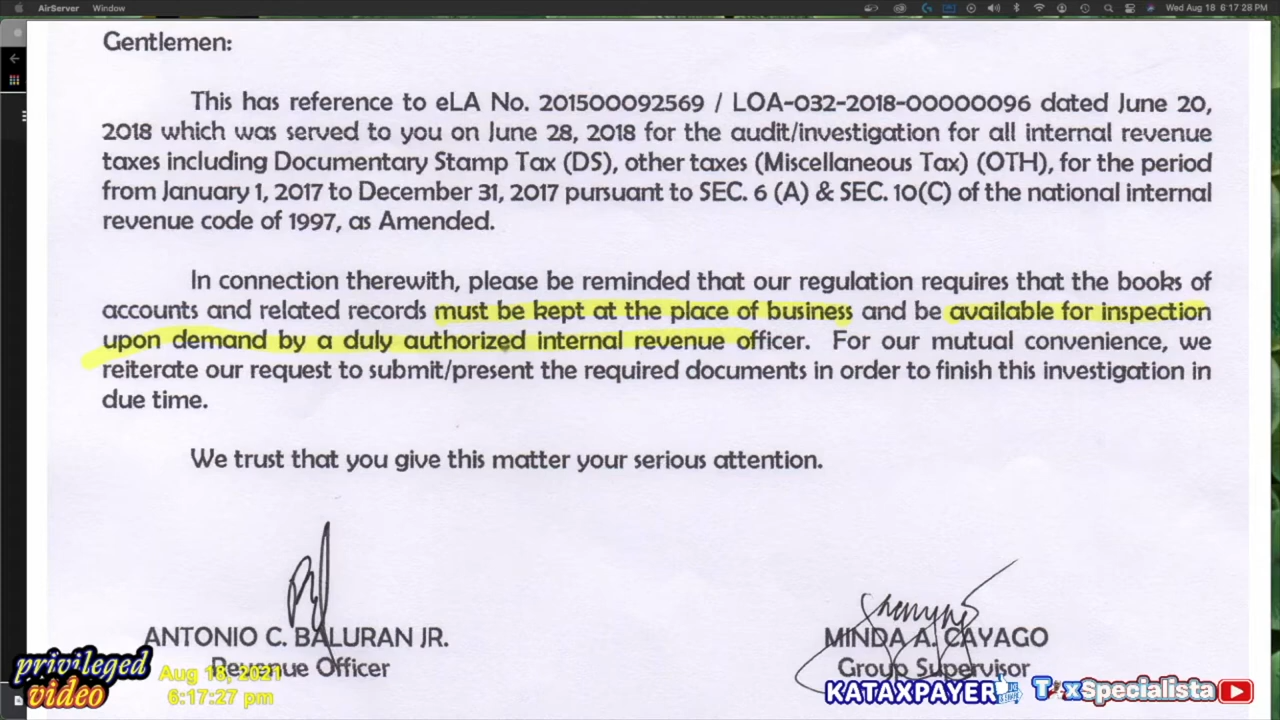 AirServer Window Wed Aug 18 6:17:28 PM
Gentlemen:
This has reference to eLA No. 201500092569 / LOA-032-2018-00000096 dated June 20,
2018 which was served to you on June 28, 2018 for the audit/investigation for all internal revenue
taxes including Documentary Stamp Tax (DS), other taxes (Miscellaneous Tax) (OTH), for the period
from January 1, 2017 to December 31, 2017 pursuant to SEC. 6 (A) & SEC. 10(C) of the national internal
revenue code of 1997, as Amended.
In connection therewith, please be reminded that our regulation requires that the books of
accounts and related records must be kept at the place of business and be available for inspection
upon demand by a duly authorized internal revenue officer. For our mutual convenience, we
reiterate our request to submit/present the required documents in order to finish this investigation in
due time.
We trust that you give this matter your serious attention.
ANTONIO C. BALURAN JR.
Revenue Officer
MINDA A. CAYAGO
Group Supervisor
privileged
video
Aug 18, 2021
6:17:27 pm
KATAXPAYER
TaxSpecialista